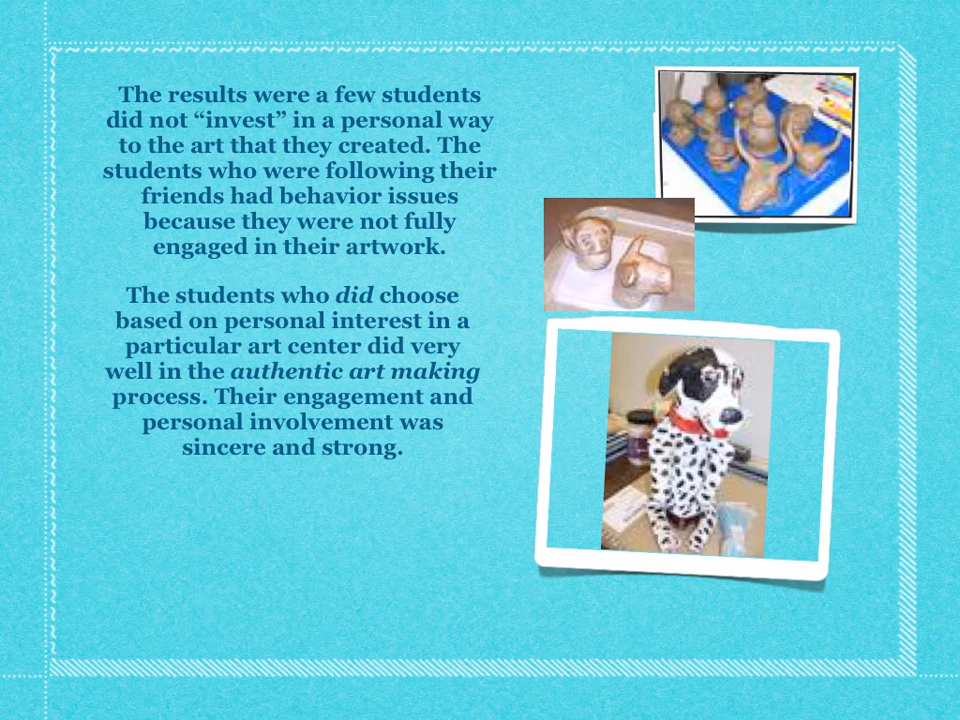 The results were a few students
did not “invest” in a personal way
to the art that they created. The
students who were following their
friends had behavior issues
because they were not fully
engaged in their artwork.
The students who did choose
based on personal interest in a
particular art center did very
well in the authentic art making
process. Their engagement and
personal involvement was
sincere and strong.